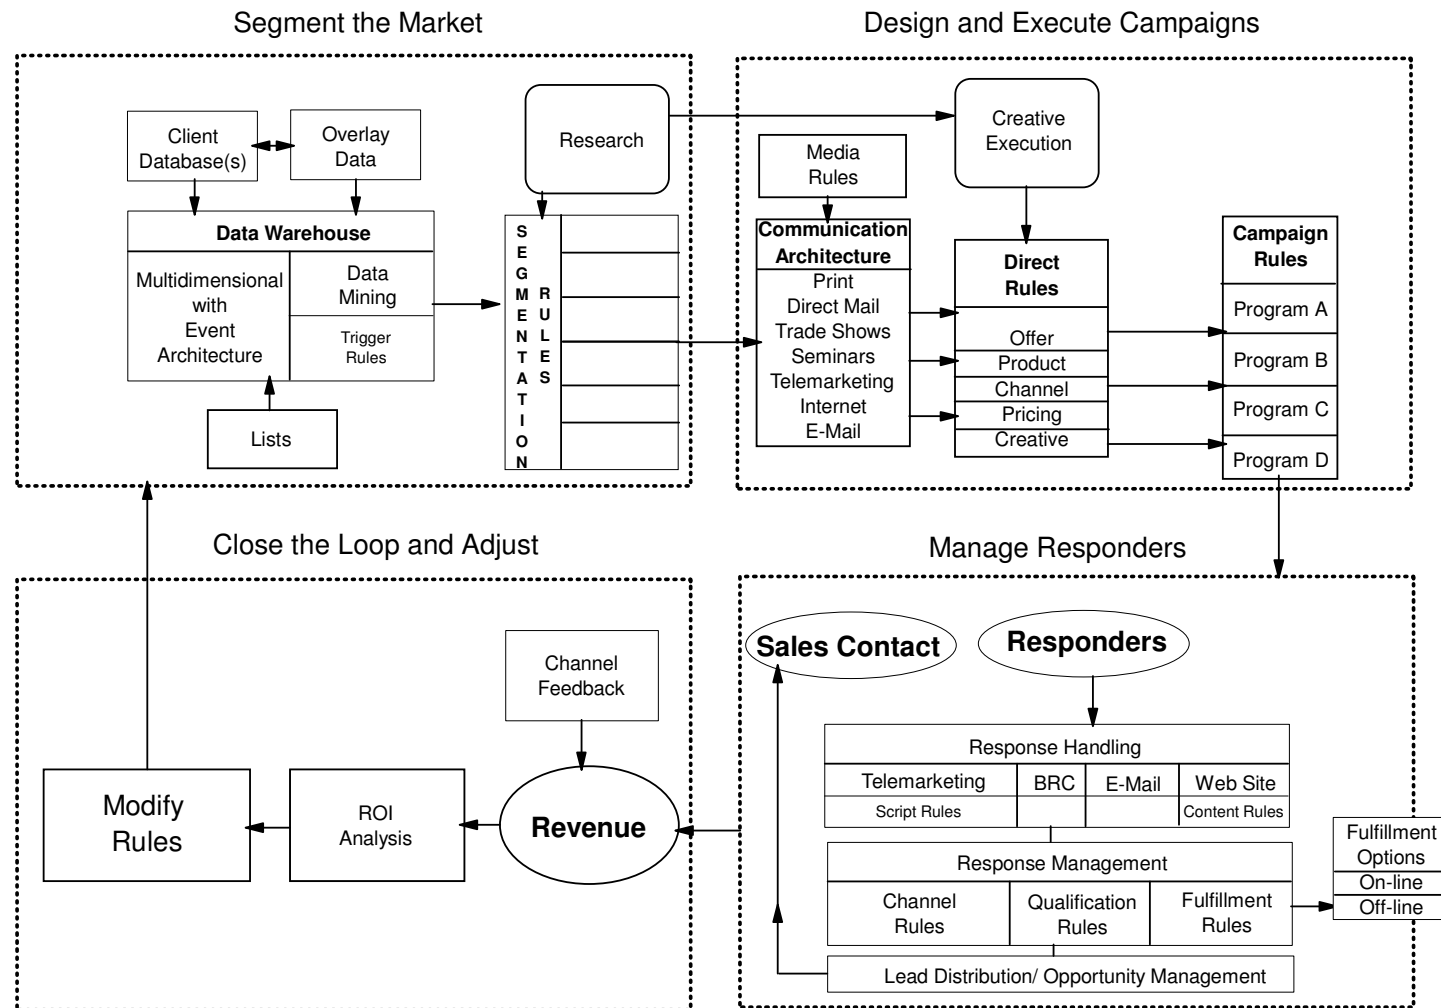 Segment the Market
Design and Execute Campaigns
Client
Database(s)
Overlay
Data
Research
Data Warehouse
Multidimensional
with
Event
Architecture
Data
Mining
Trigger
Rules
Lists
SEGMENTATION
RULES
Media
Rules
Creative
Execution
Communication
Architecture
Print
Direct Mail
Trade Shows
Seminars
Telemarketing
Internet
E-Mail
Direct
Rules
Offer
Product
Channel
Pricing
Creative
Campaign
Rules
Program A
Program B
Program C
Program D
Close the Loop and Adjust
Manage Responders
Channel
Feedback
Modify
Rules
ROI
Analysis
Revenue
Sales Contact
Responders
Response Handling
Telemarketing
BRC
E-Mail
Web Site
Script Rules
Content Rules
Response Management
Channel
Rules
Qualification
Rules
Fulfillment
Rules
Fulfillment
Options
On-line
Off-line
Lead Distribution/ Opportunity Management